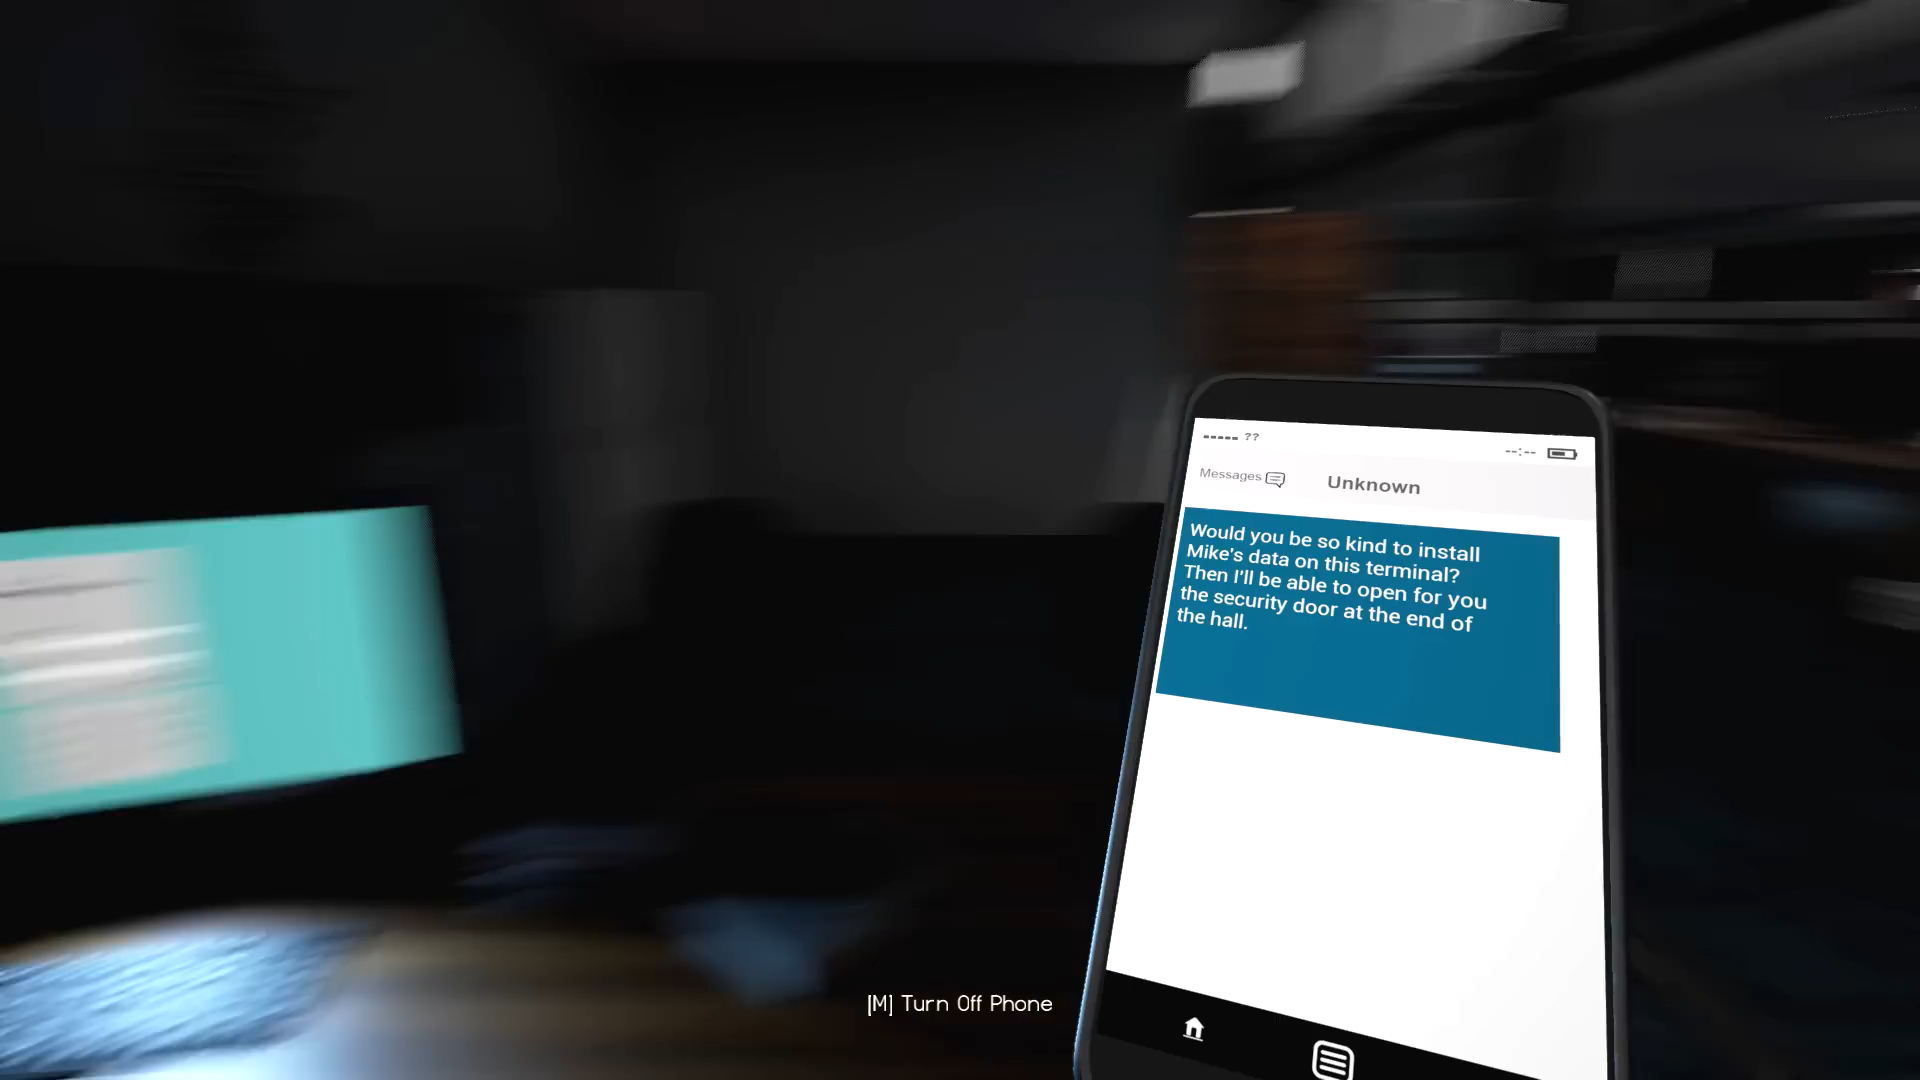 ----- ??
--:--
Messages
Unknown
Would you be so kind to install
Mike's data on this terminal?
Then I'll be able to open for you
the security door at the end of
the hall.
[M] Turn Off Phone